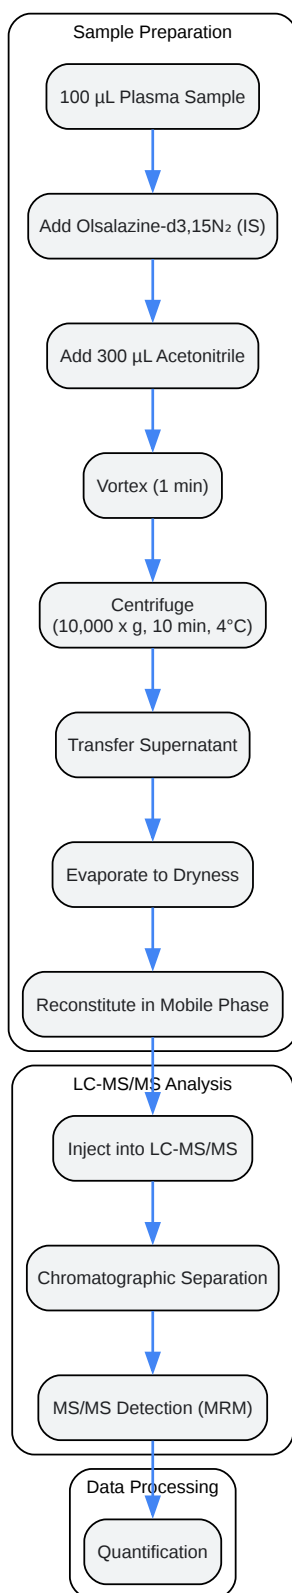 Sample Preparation
100 µL Plasma Sample
Add Olsalazine-d3,15N₂ (IS)
Add 300 µL Acetonitrile
Vortex (1 min)
Centrifuge
(10,000 x g, 10 min, 4°C)
Transfer Supernatant
Evaporate to Dryness
Reconstitute in Mobile Phase
LC-MS/MS Analysis
Inject into LC-MS/MS
Chromatographic Separation
MS/MS Detection (MRM)
Data Processing
Quantification